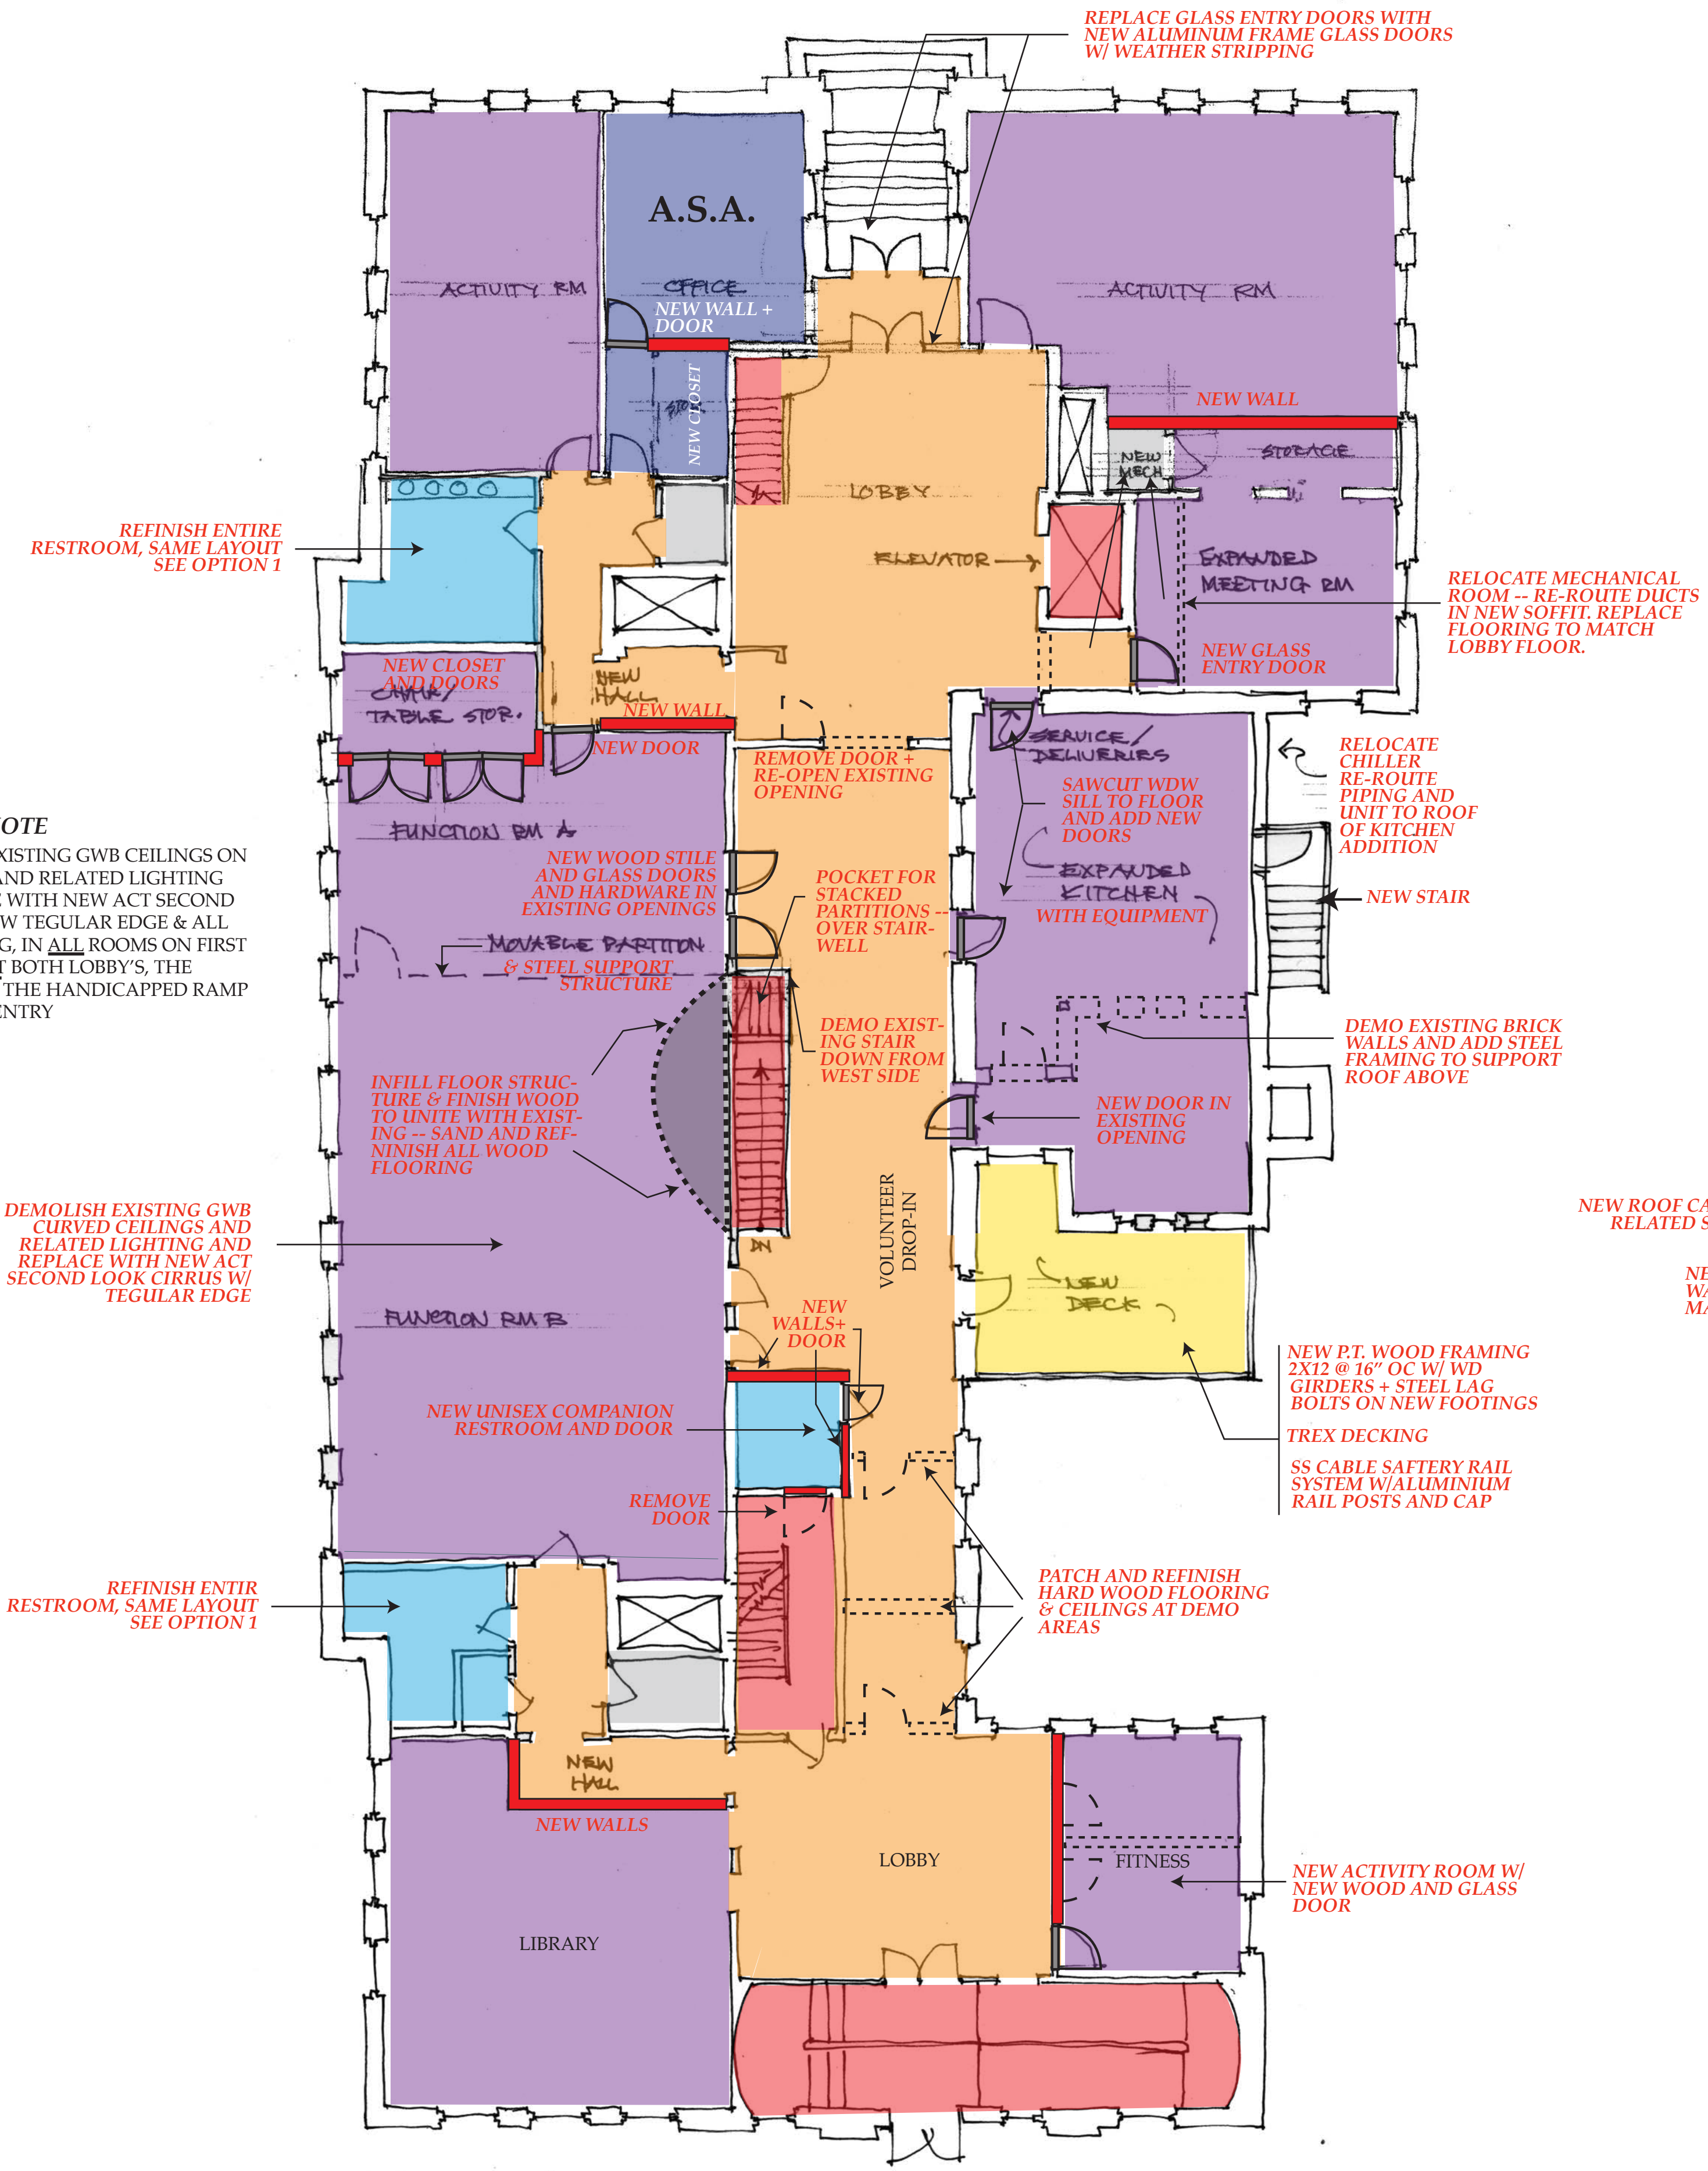 REPLACE GLASS ENTRY DOORS WITH
NEW ALUMINUM FRAME GLASS DOORS
W/ WEATHER STRIPPING
A.S.A.
ACTIVITY RM
OFFICE
NEW WALL +
DOOR
STOR.
NEW CLOSET
ACTIVITY RM
NEW WALL
STORAGE
NEW
MECH
LOBBY
ELEVATOR
EXPANDED
MEETING RM
NEW GLASS
ENTRY DOOR
RELOCATE MECHANICAL
ROOM -- RE-ROUTE DUCTS
IN NEW SOFFIT. REPLACE
FLOORING TO MATCH
LOBBY FLOOR.
REFINISH ENTIRE
RESTROOM, SAME LAYOUT
SEE OPTION 1
NEW CLOSET
AND DOORS
CHAIR/
TABLE STOR.
NEW
HALL
NEW WALL
NEW DOOR
REMOVE DOOR +
RE-OPEN EXISTING
OPENING
SERVICE/
DELIVERIES
SAWCUT WDW
SILL TO FLOOR
AND ADD NEW
DOORS
RELOCATE
CHILLER
RE-ROUTE
PIPING AND
UNIT TO ROOF
OF KITCHEN
ADDITION
OTE
XISTING GWB CEILINGS ON
AND RELATED LIGHTING
E WITH NEW ACT SECOND
W TEGULAR EDGE & ALL
G, IN ALL ROOMS ON FIRST
T BOTH LOBBY'S, THE
THE HANDICAPPED RAMP
ENTRY
FUNCTION RM A
NEW WOOD STILE
AND GLASS DOORS
AND HARDWARE IN
EXISTING OPENINGS
POCKET FOR
STACKED
PARTITIONS --
OVER STAIR-
WELL
EXPANDED
KITCHEN
WITH EQUIPMENT
NEW STAIR
MOVABLE PARTITION
& STEEL SUPPORT
STRUCTURE
DEMO EXIST-
ING STAIR
DOWN FROM
WEST SIDE
DEMO EXISTING BRICK
WALLS AND ADD STEEL
FRAMING TO SUPPORT
ROOF ABOVE
INFILL FLOOR STRUC-
TURE & FINISH WOOD
TO UNITE WITH EXIST-
ING -- SAND AND REF-
NINISH ALL WOOD
FLOORING
NEW DOOR IN
EXISTING
OPENING
VOLUNTEER
DROP-IN
DN
DEMOLISH EXISTING GWB
CURVED CEILINGS AND
RELATED LIGHTING AND
REPLACE WITH NEW ACT
SECOND LOOK CIRRUS W/
TEGULAR EDGE
NEW ROOF CA
RELATED S
NE
WA
MA
FUNCTION RM B
NEW
DECK
NEW
WALLS+
DOOR
NEW P.T. WOOD FRAMING
2X12 @ 16" OC W/ WD
GIRDERS + STEEL LAG
BOLTS ON NEW FOOTINGS
TREX DECKING
SS CABLE SAFTERY RAIL
SYSTEM W/ALUMINIUM
RAIL POSTS AND CAP
NEW UNISEX COMPANION
RESTROOM AND DOOR
REMOVE
DOOR
REFINISH ENTIR
RESTROOM, SAME LAYOUT
SEE OPTION 1
PATCH AND REFINISH
HARD WOOD FLOORING
& CEILINGS AT DEMO
AREAS
NEW
HALL
NEW WALLS
LOBBY
FITNESS
NEW ACTIVITY ROOM W/
NEW WOOD AND GLASS
DOOR
LIBRARY